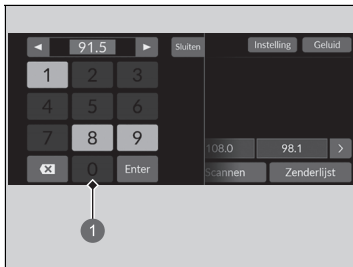 91.5 Sluiten Instelling Geluid
1 2 3
4 5 6
7 8 9
108.0 98.1
0 Enter Scannen Zenderlijst
1